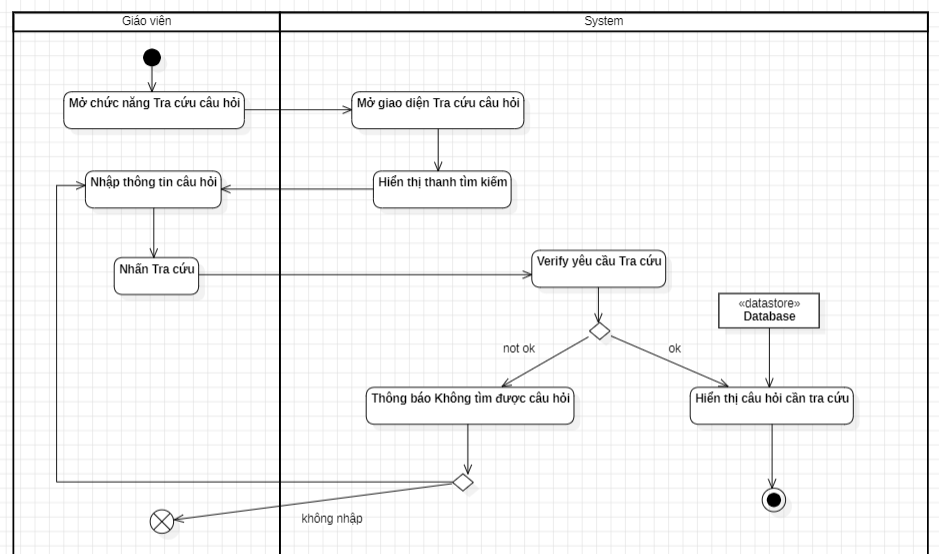 Giáo viên
System
Mở chức năng Tra cứu câu hỏi
Mở giao diện Tra cứu câu hỏi
Nhập thông tin câu hỏi
Hiển thị thanh tìm kiếm
Nhấn Tra cứu
Verify yêu cầu Tra cứu
«datastore»
Database
not ok
ok
Thông báo Không tìm được câu hỏi
Hiển thị câu hỏi cần tra cứu
không nhập